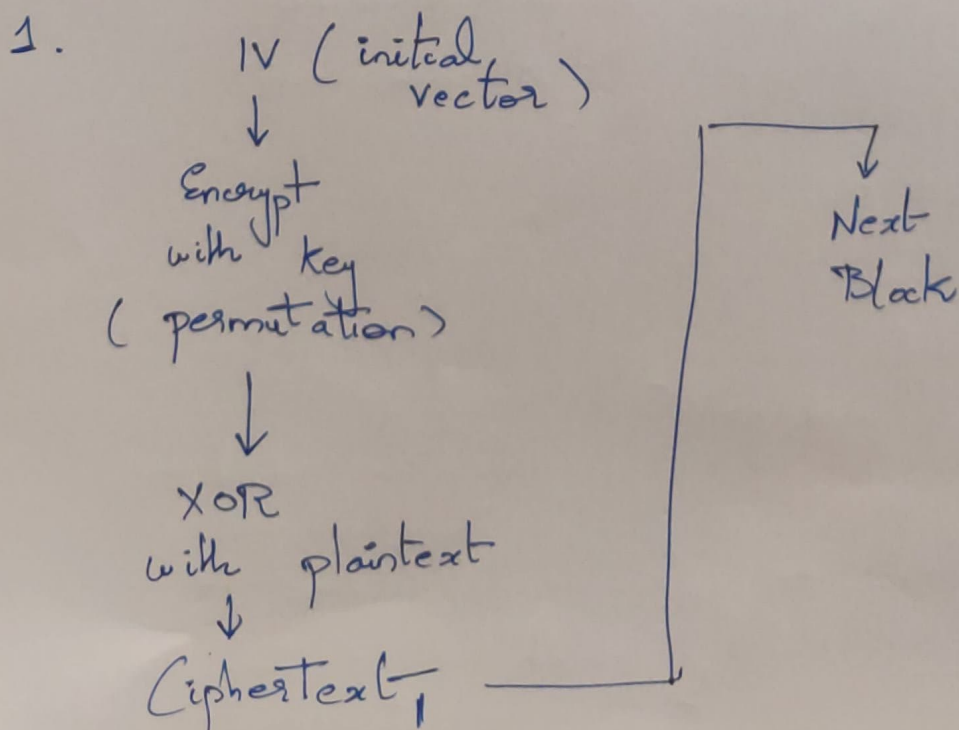 1.
IV (initial
vector)
Encrypt
with key
(permutation)
XOR
with plaintext
Ciphertext1
Next
Block